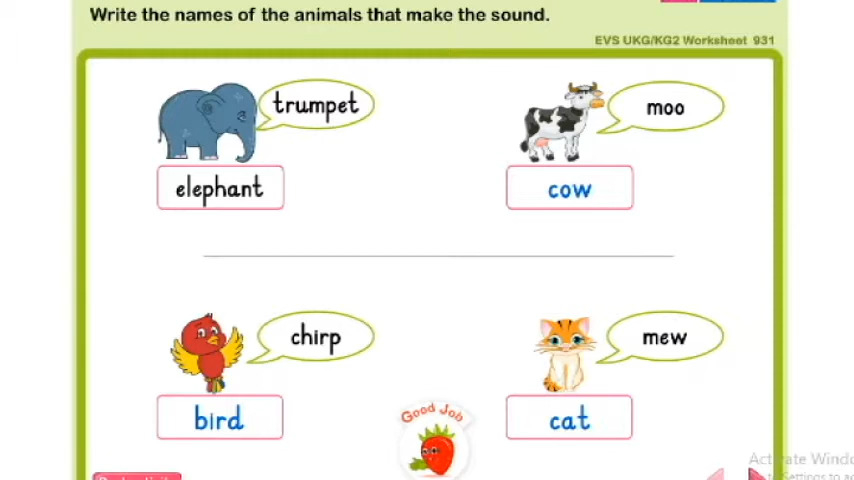 Write the names of the animals that make the sound.
EVS UKG/KG2 Worksheet 931
trumpet
moo
elephant
cow
chirp
mew
bird
cat
Good Job